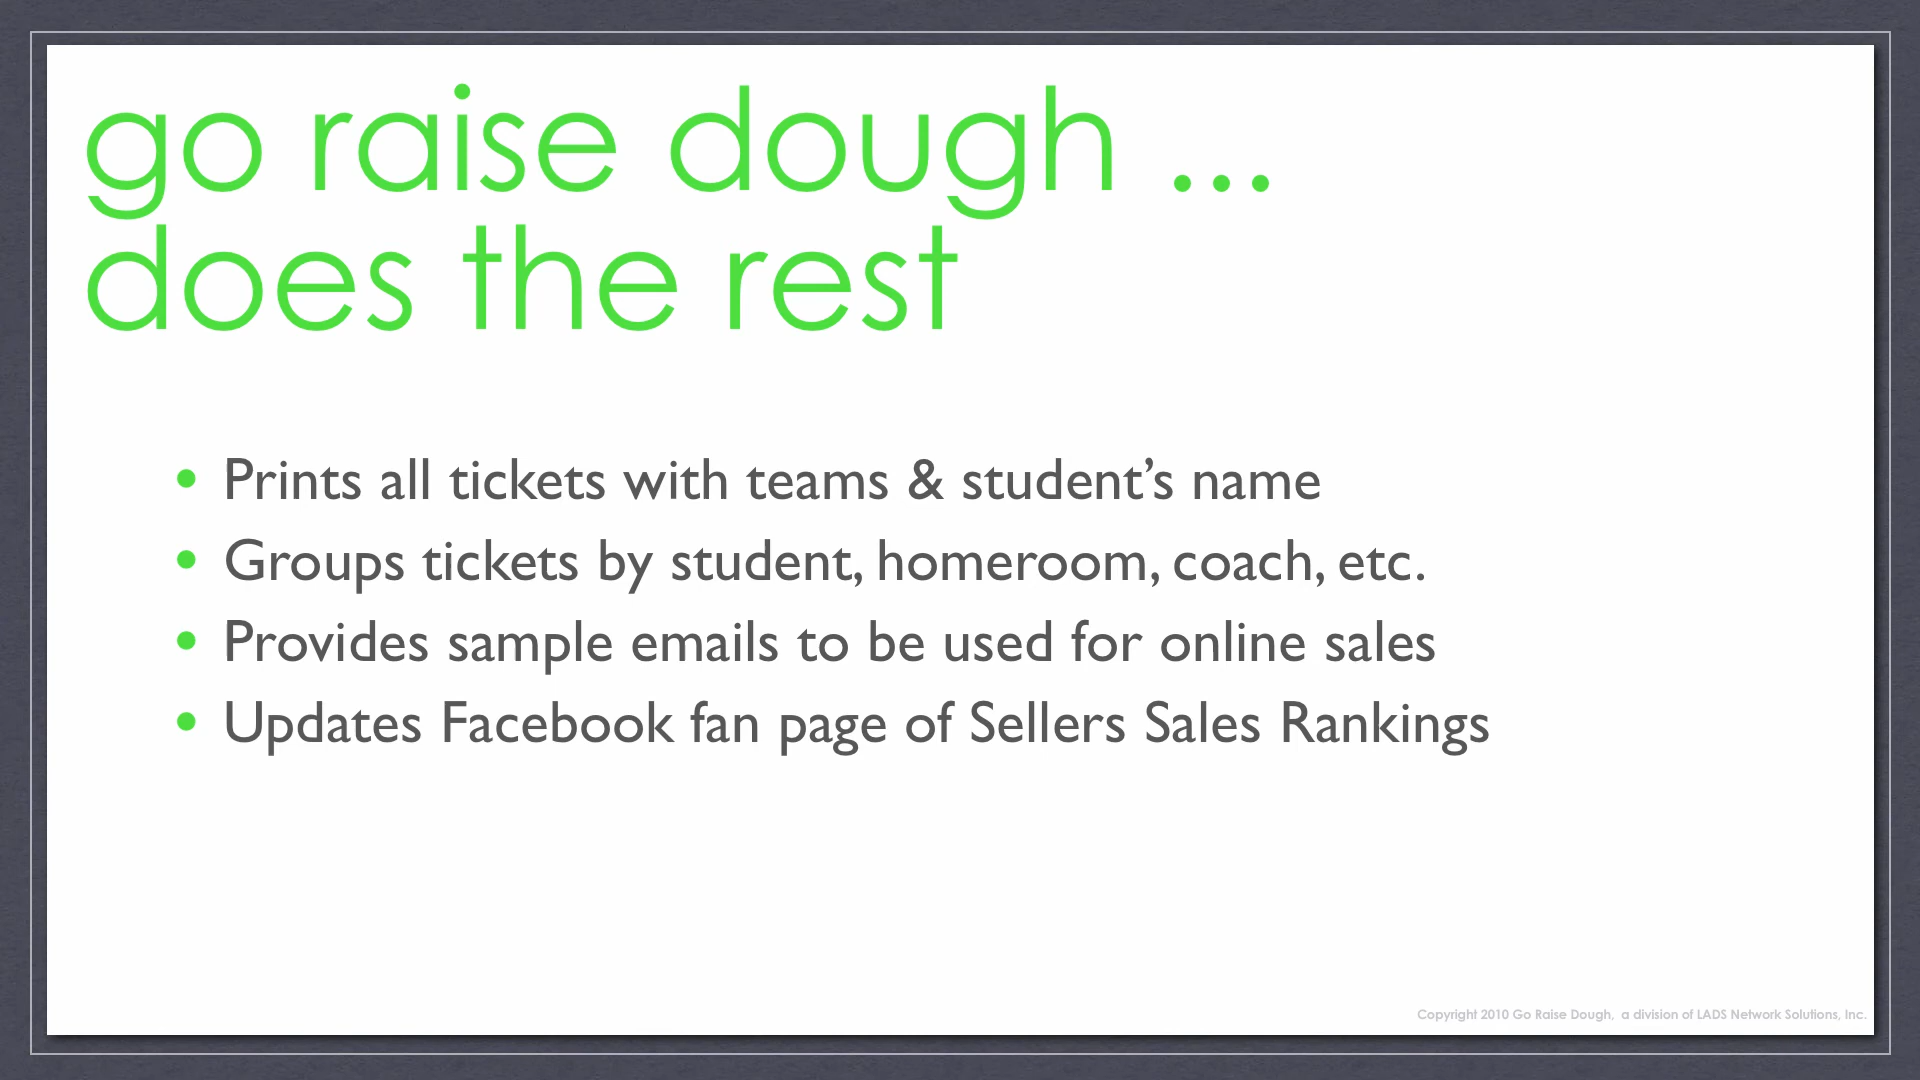 go raise dough ...
does the rest
• Prints all tickets with teams & student’s name
• Groups tickets by student, homeroom, coach, etc.
• Provides sample emails to be used for online sales
• Updates Facebook fan page of Sellers Sales Rankings
Copyright 2010 Go Raise Dough, a division of LADS Network Solutions, Inc.